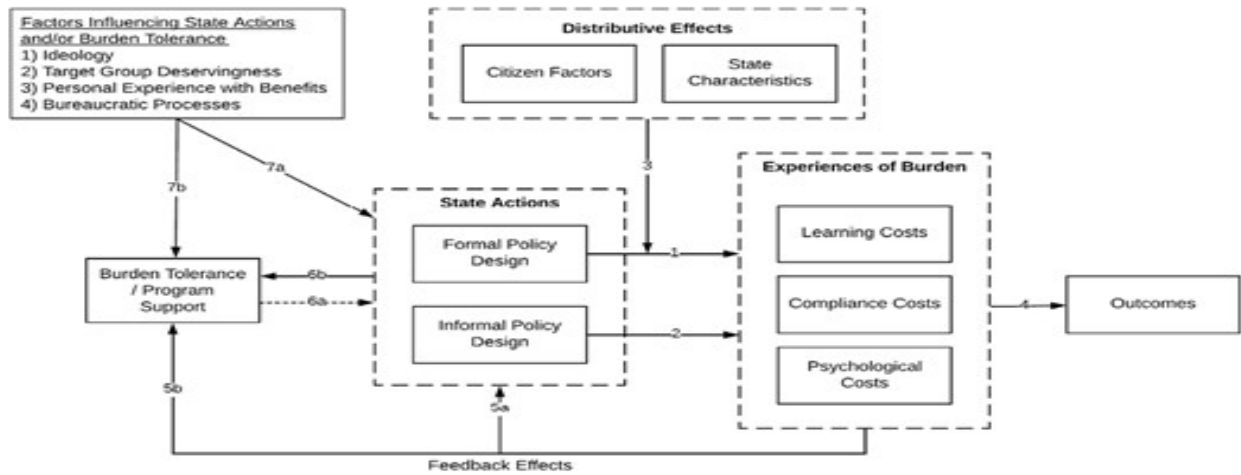 Factors Influencing State Actions
and/or Burden Tolerance
1) Ideology
2) Target Group Deservingness
3) Personal Experience with Benefits
4) Bureaucratic Processes
Distributive Effects
Citizen Factors
State
Characteristics
7a
7b
3
Experiences of Burden
State Actions
Formal Policy
Design
1
Learning Costs
Burden Tolerance
/ Program
Support
6b
6a
Compliance Costs
4
Outcomes
Informal Policy
Design
2
Psychological
Costs
5b
5a
Feedback Effects